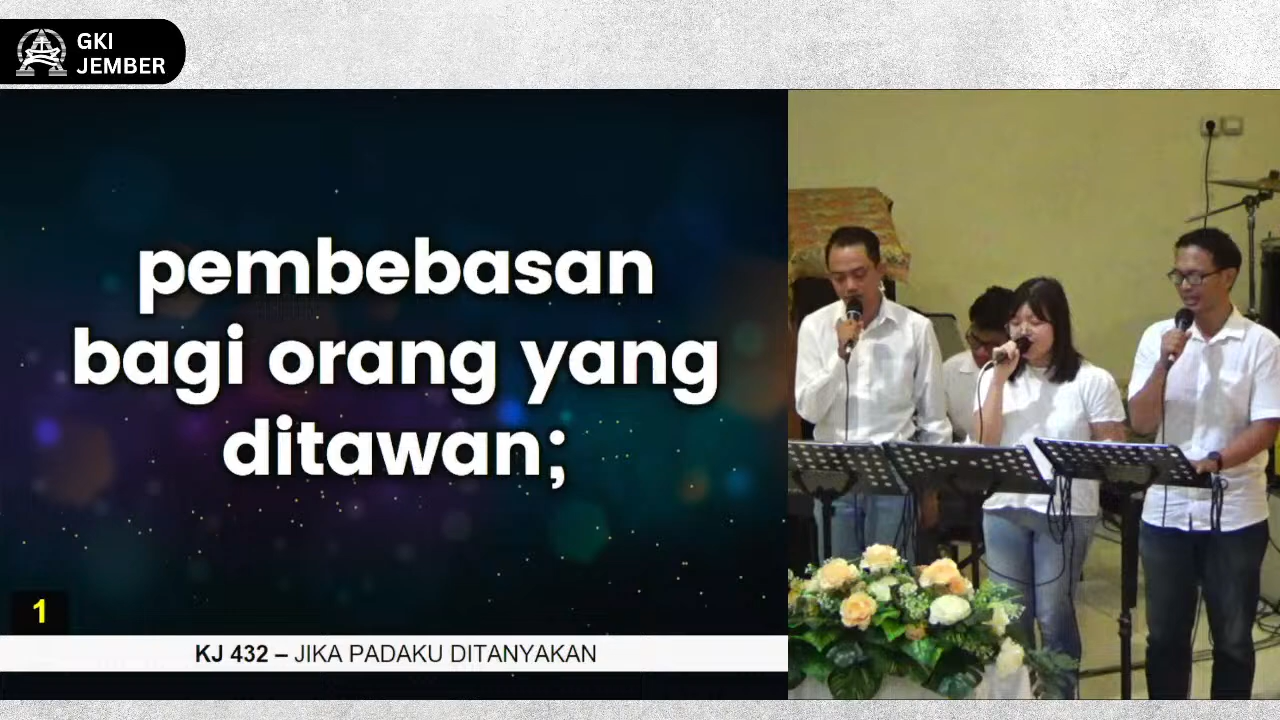 GKI
JEMBER
pembebasan
bagi orang yang
ditawan;
1
KJ 432 – JIKA PADAKU DITANYAKAN